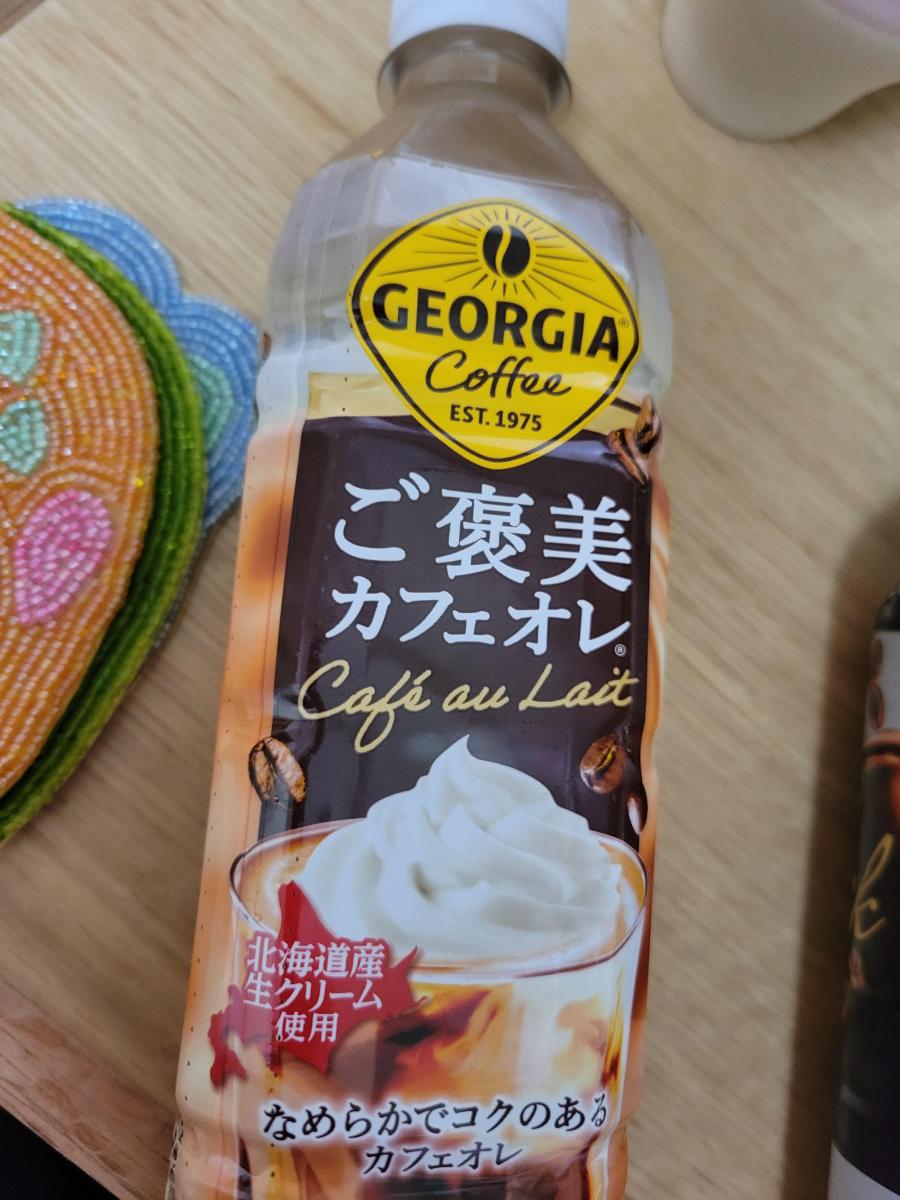 GEORGIA®
Coffee
EST. 1975
ご褒美
カフェオレ®
Café au Lait
北海道産
生クリーム
使用
なめらかでコクのある
カフェオレ